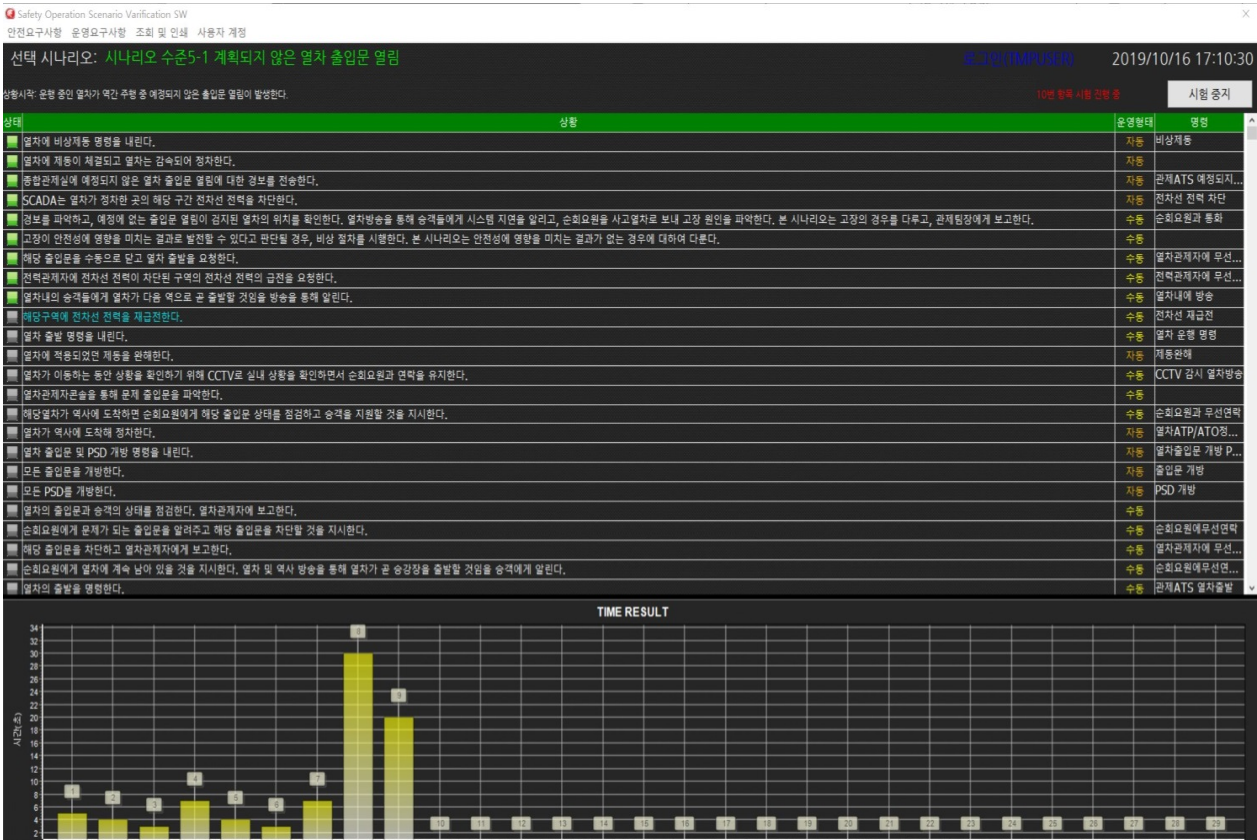 Safety Operation Scenario Varification SW
안전요구사항 운영요구사항 조회 및 인쇄 사용자 계정
선택 시나리오: 시나리오 수준5-1 계획되지 않은 열차 출입문 열림 로그인(TMPUSER) 2019/10/16 17:10:30
상황시작: 운행 중인 열차가 역간 주행 중 예정되지 않은 출입문 열림이 발생한다. 10번 항목 시험 진행 중 시험 중지
상태 상황 운영형태 명령
열차에 비상제동 명령을 내린다. 자동 비상제동
열차에 제동이 체결되고 열차는 감속되어 정차한다. 자동
종합관제실에 예정되지 않은 열차 출입문 열림에 대한 경보를 전송한다. 자동 관제ATS 예정되지...
SCADA는 열차가 정차한 곳의 해당 구간 전차선 전력을 차단한다. 자동 전차선 전력 차단
경보를 파악하고, 예정에 없는 출입문 열림이 검지된 열차의 위치를 확인한다. 열차방송을 통해 승객들에게 시스템 지연을 알리고, 순회요원을 사고열차로 보내 고장 원인을 파악한다. 본 시나리오는 고장의 경우를 다루고, 관제팀장에게 보고한다. 수동 순회요원과 통화
고장이 안전성에 영향을 미치는 결과로 발전할 수 있다고 판단될 경우, 비상 절차를 시행한다. 본 시나리오는 안전성에 영향을 미치는 결과가 없는 경우에 대하여 다룬다. 수동
해당 출입문을 수동으로 닫고 열차 출발을 요청한다. 수동 열차관제자에 무선...
전력관제자에 전차선 전력이 차단된 구역의 전차선 전력의 급전을 요청한다. 수동 전력관제자에 무선...
열차내의 승객들에게 열차가 다음 역으로 곧 출발할 것임을 방송을 통해 알린다. 수동 열차내에 방송
해당구역에 전차선 전력을 재급전한다. 수동 전차선 재급전
열차 출발 명령을 내린다. 수동 열차 운행 명령
열차에 적용되었던 제동을 완해한다. 자동 제동완해
열차가 이동하는 동안 상황을 확인하기 위해 CCTV로 실내 상황을 확인하면서 순회요원과 연락을 유지한다. 수동 CCTV 감시 열차방송
열차관제자콘솔을 통해 문제 출입문을 파악한다. 수동
해당열차가 역사에 도착하면 순회요원에게 해당 출입문 상태를 점검하고 승객을 지원할 것을 지시한다. 수동 순회요원과 무선연락
열차가 역사에 도착해 정차한다. 자동 열차ATP/ATO정...
열차 출입문 및 PSD 개방 명령을 내린다. 자동 열차출입문 개방 P...
모든 출입문을 개방한다. 자동 출입문 개방
모든 PSD를 개방한다. 자동 PSD 개방
열차의 출입문과 승객의 상태를 점검한다. 열차관제자에 보고한다. 수동
순회요원에게 문제가 되는 출입문을 알려주고 해당 출입문을 차단할 것을 지시한다. 수동 순회요원에무선연락
해당 출입문을 차단하고 열차관제자에게 보고한다. 수동 열차관제자에 무선...
순회요원에게 열차에 계속 남아 있을 것을 지시한다. 열차 및 역사 방송을 통해 열차가 곧 승강장을 출발할 것임을 승객에게 알린다. 수동 순회요원에무선연...
열차의 출발을 명령한다. 수동 관제ATS 열차출발
TIME RESULT
시간(초)
34
32
30
28
26
24
22
20
18
16
14
12
10
8
6
4
2
1 2 3 4 5 6 7 8 9 10 11 12 13 14 15 16 17 18 19 20 21 22 23 24 25 26 27 28 29